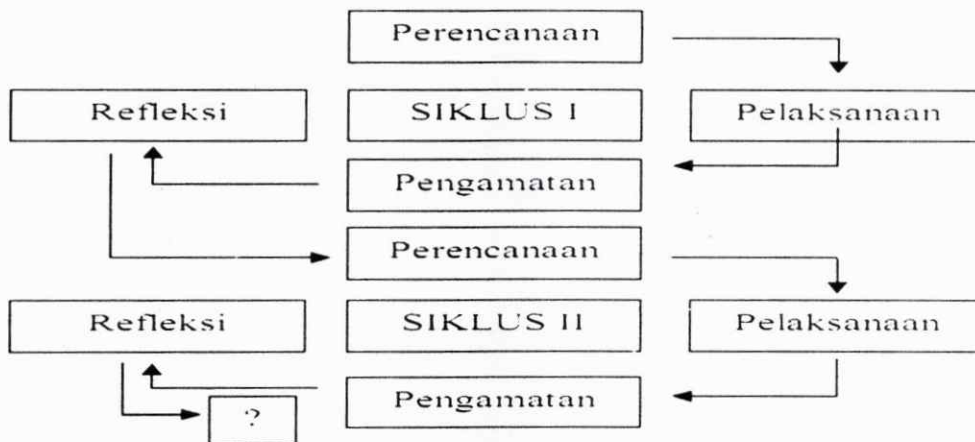 Perencanaan
Refleksi
SIKLUS I
Pelaksanaan
Pengamatan
Perencanaan
Refleksi
SIKLUS II
Pelaksanaan
Pengamatan
?